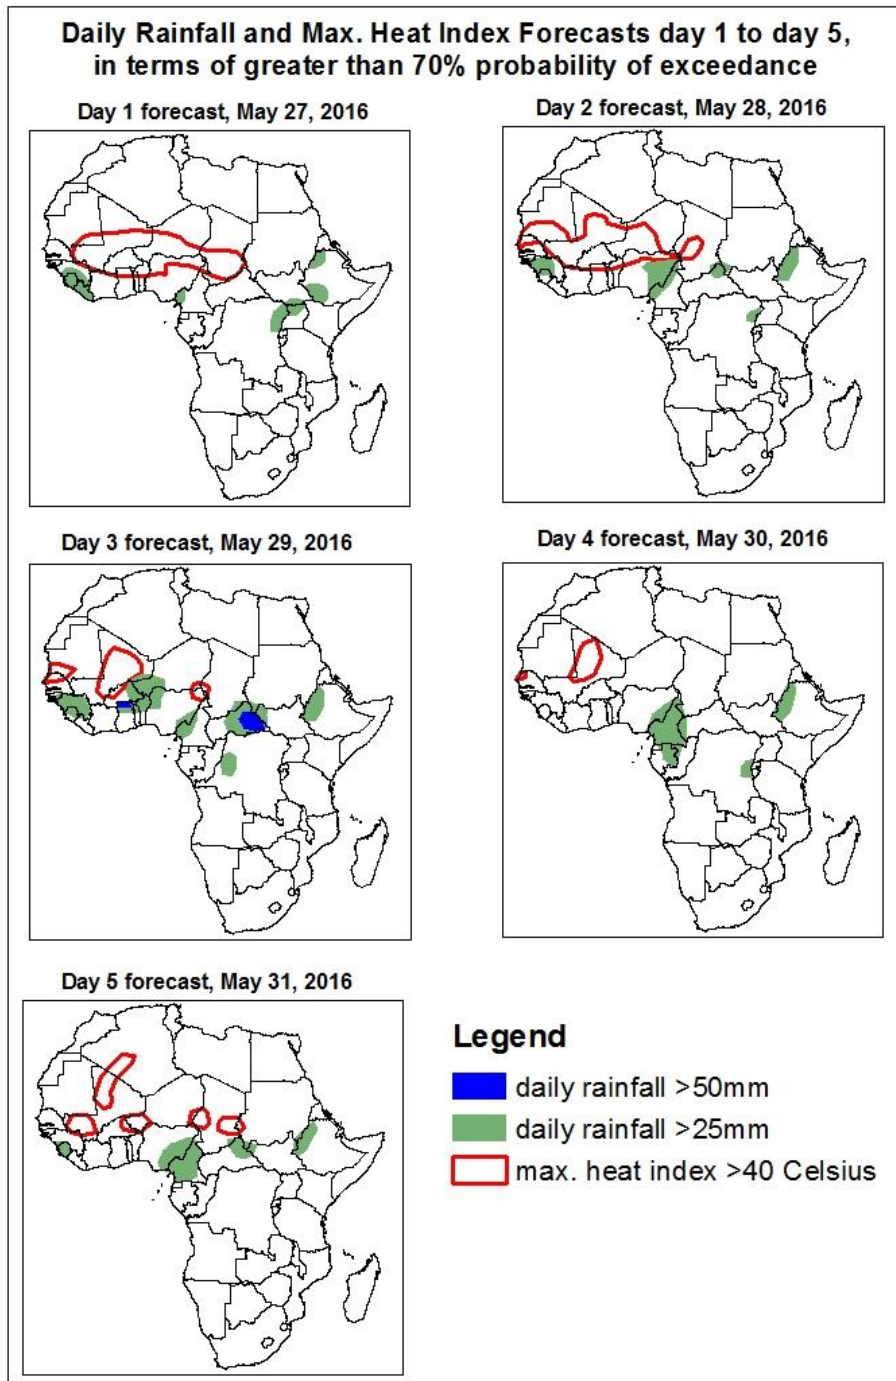 Daily Rainfall and Max. Heat Index Forecasts day 1 to day 5,
in terms of greater than 70% probability of exceedance
Day 1 forecast, May 27, 2016
Day 2 forecast, May 28, 2016
Day 3 forecast, May 29, 2016
Day 4 forecast, May 30, 2016
Day 5 forecast, May 31, 2016
Legend
daily rainfall >50mm
daily rainfall >25mm
max. heat index >40 Celsius